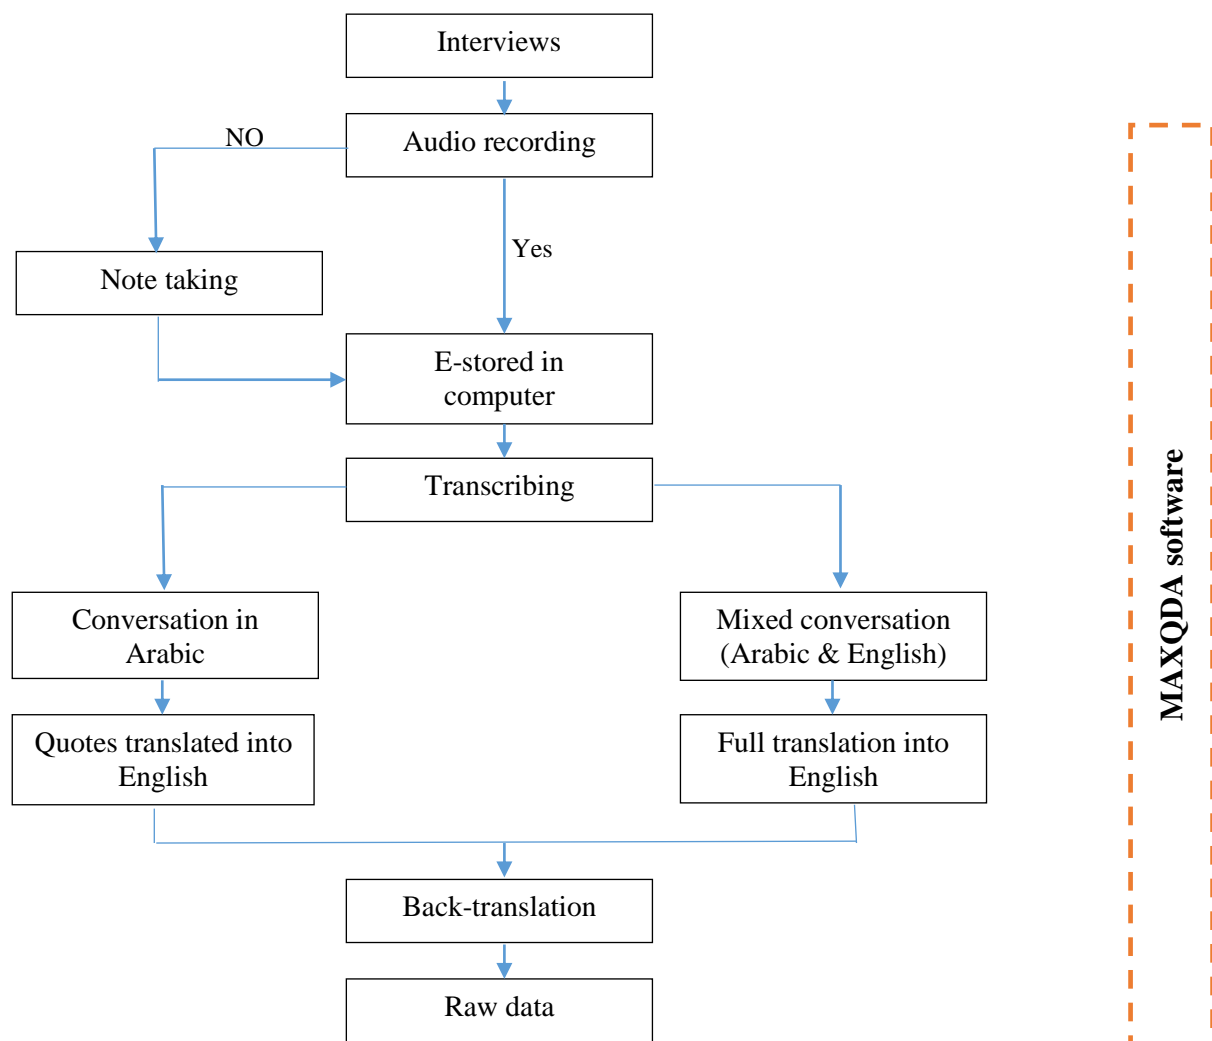 Interviews
Audio recording
NO
Yes
Note taking
E-stored in
computer
Transcribing
Conversation in
Arabic
Mixed conversation
(Arabic & English)
Quotes translated into
English
Full translation into
English
Back-translation
Raw data
MAXQDA software